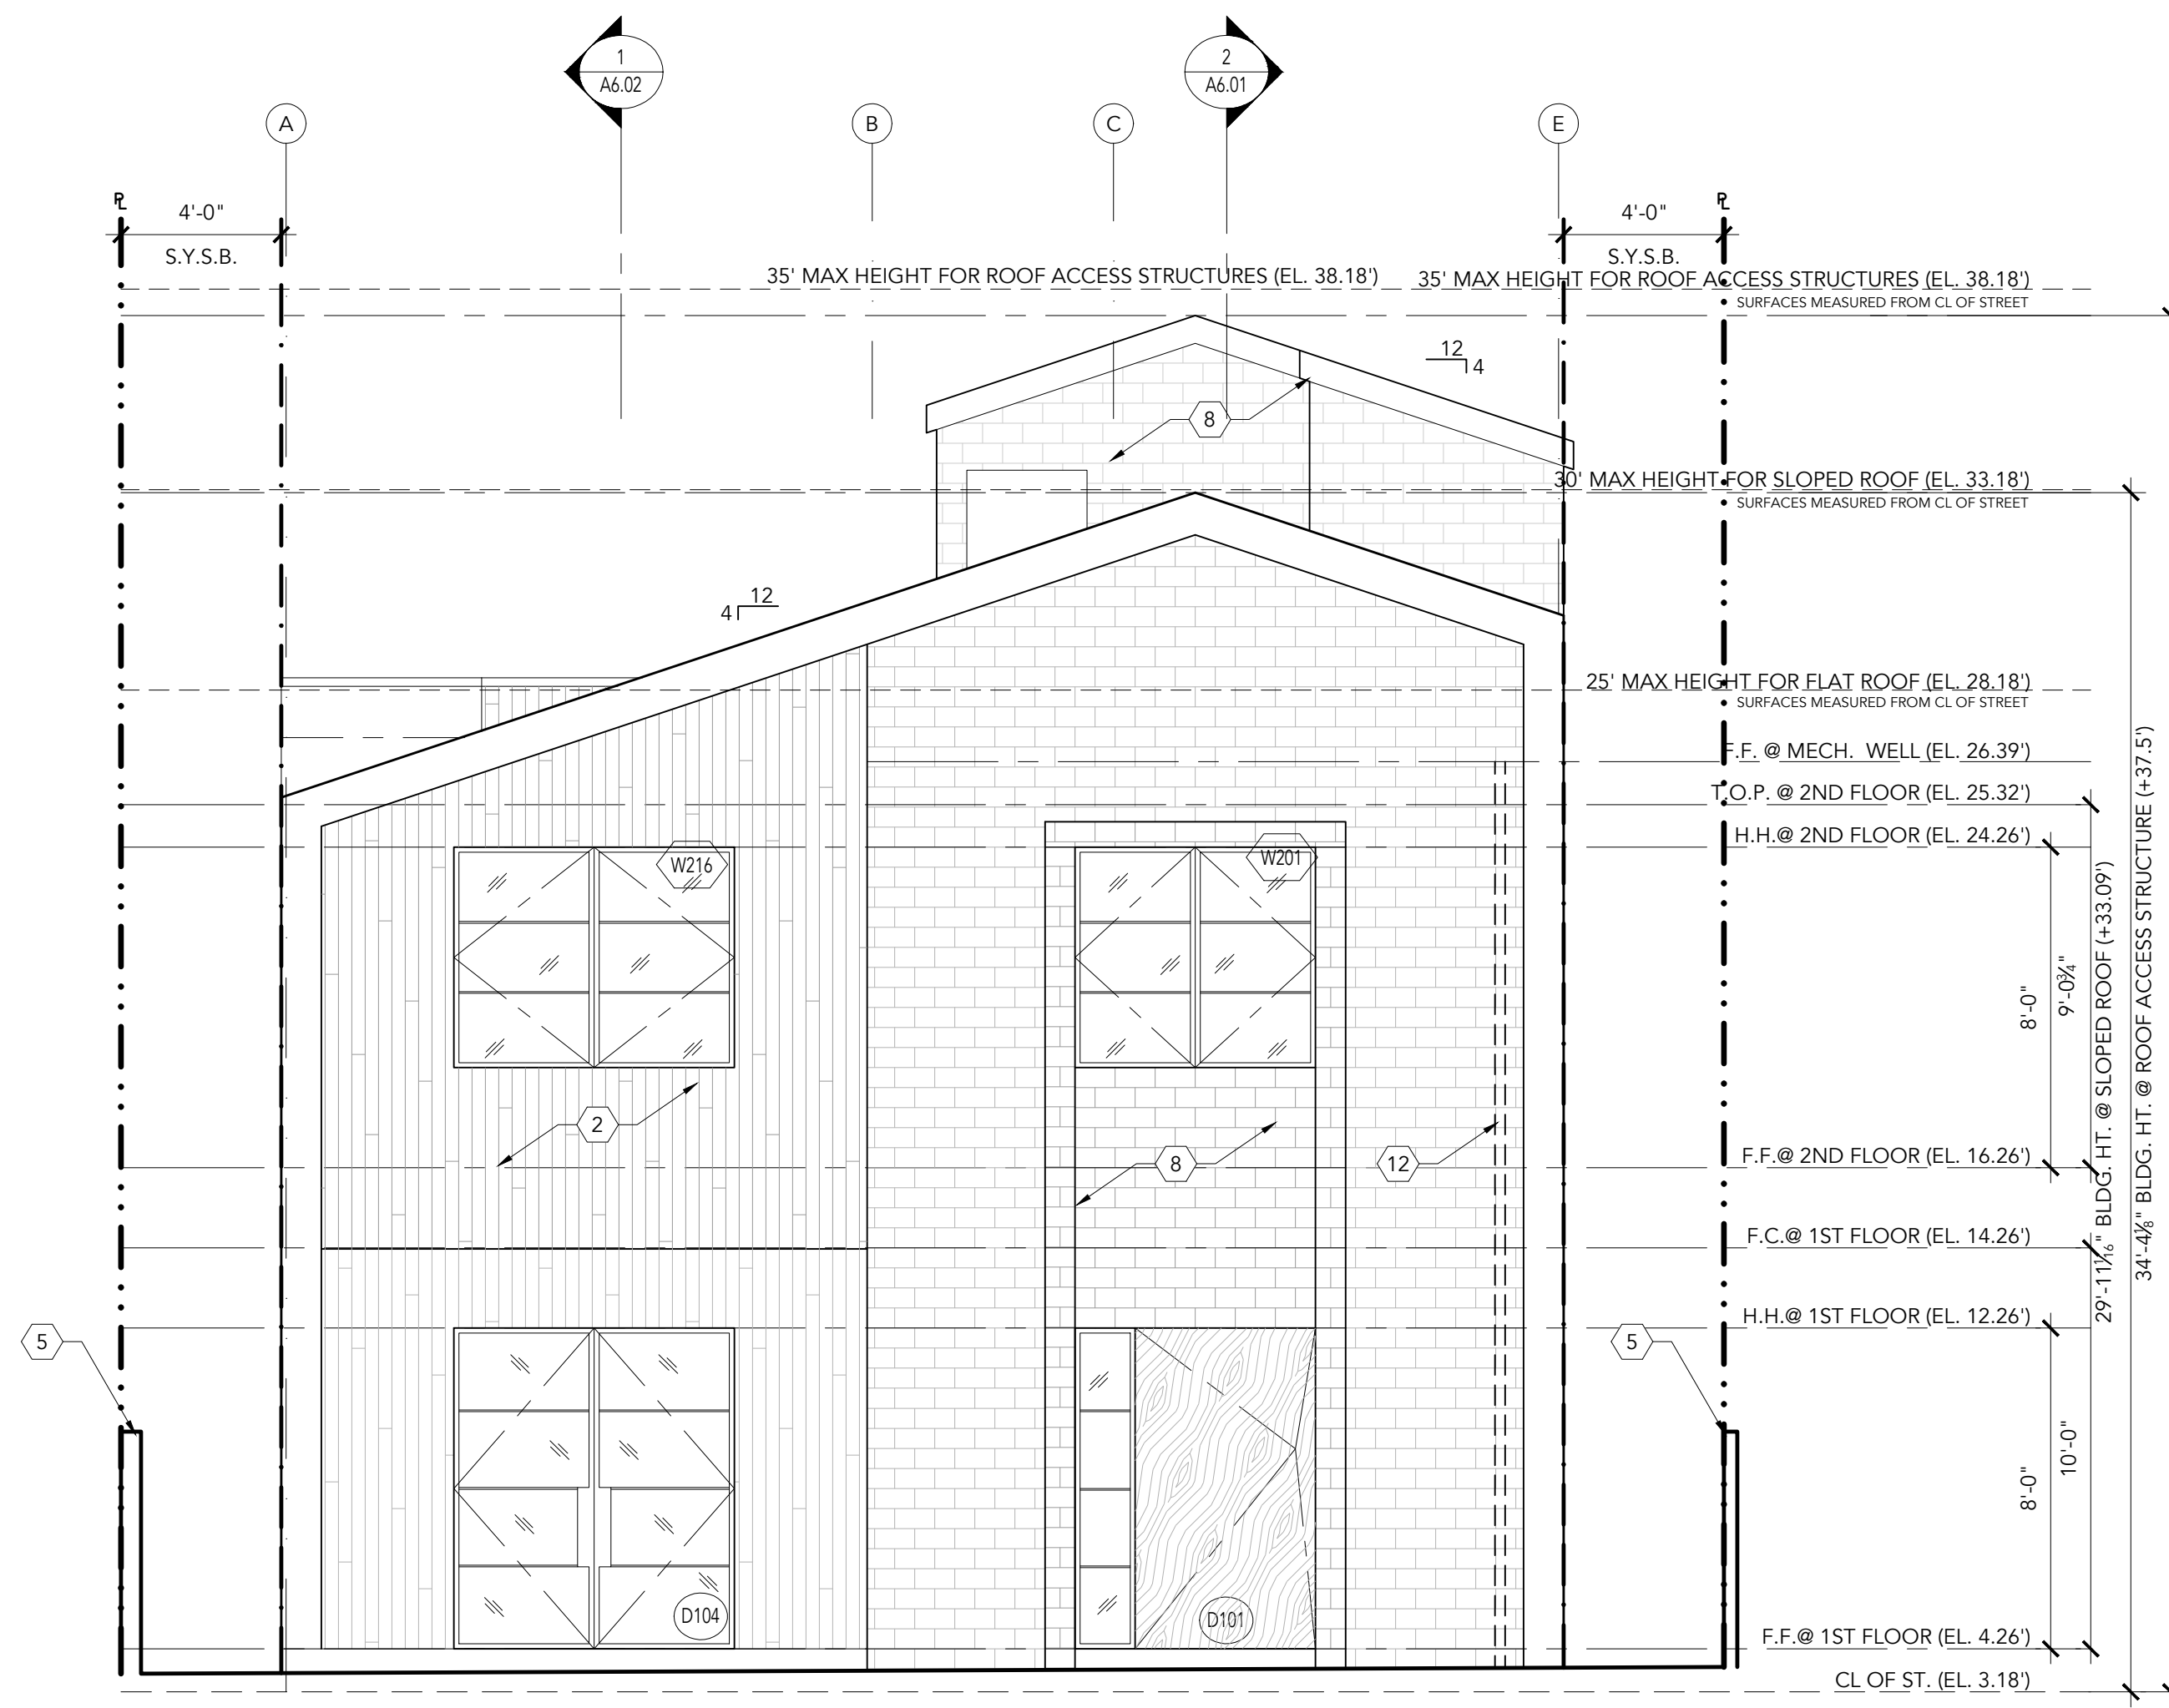 1
A6.02
2
A6.01
A
B
C
E
PL
4'-0"
S.Y.S.B.
PL
4'-0"
S.Y.S.B.
35' MAX HEIGHT FOR ROOF ACCESS STRUCTURES (EL. 38.18')
35' MAX HEIGHT FOR ROOF ACCESS STRUCTURES (EL. 38.18')
SURFACES MEASURED FROM CL OF STREET
12
4
8
30' MAX HEIGHT FOR SLOPED ROOF (EL. 33.18')
SURFACES MEASURED FROM CL OF STREET
12
4
25' MAX HEIGHT FOR FLAT ROOF (EL. 28.18')
SURFACES MEASURED FROM CL OF STREET
F.F. @ MECH. WELL (EL. 26.39')
T.O.P. @ 2ND FLOOR (EL. 25.32')
H.H.@ 2ND FLOOR (EL. 24.26')
W216
W201
8'-0"
9'-0¾"
29'-11 1/16" BLDG. HT. @ SLOPED ROOF (+33.09')
34'-4⅛" BLDG. HT. @ ROOF ACCESS STRUCTURE (+37.5')
2
8
12
F.F.@ 2ND FLOOR (EL. 16.26')
F.C.@ 1ST FLOOR (EL. 14.26')
H.H.@ 1ST FLOOR (EL. 12.26')
5
5
8'-0"
10'-0"
D104
D101
F.F.@ 1ST FLOOR (EL. 4.26')
CL OF ST. (EL. 3.18')